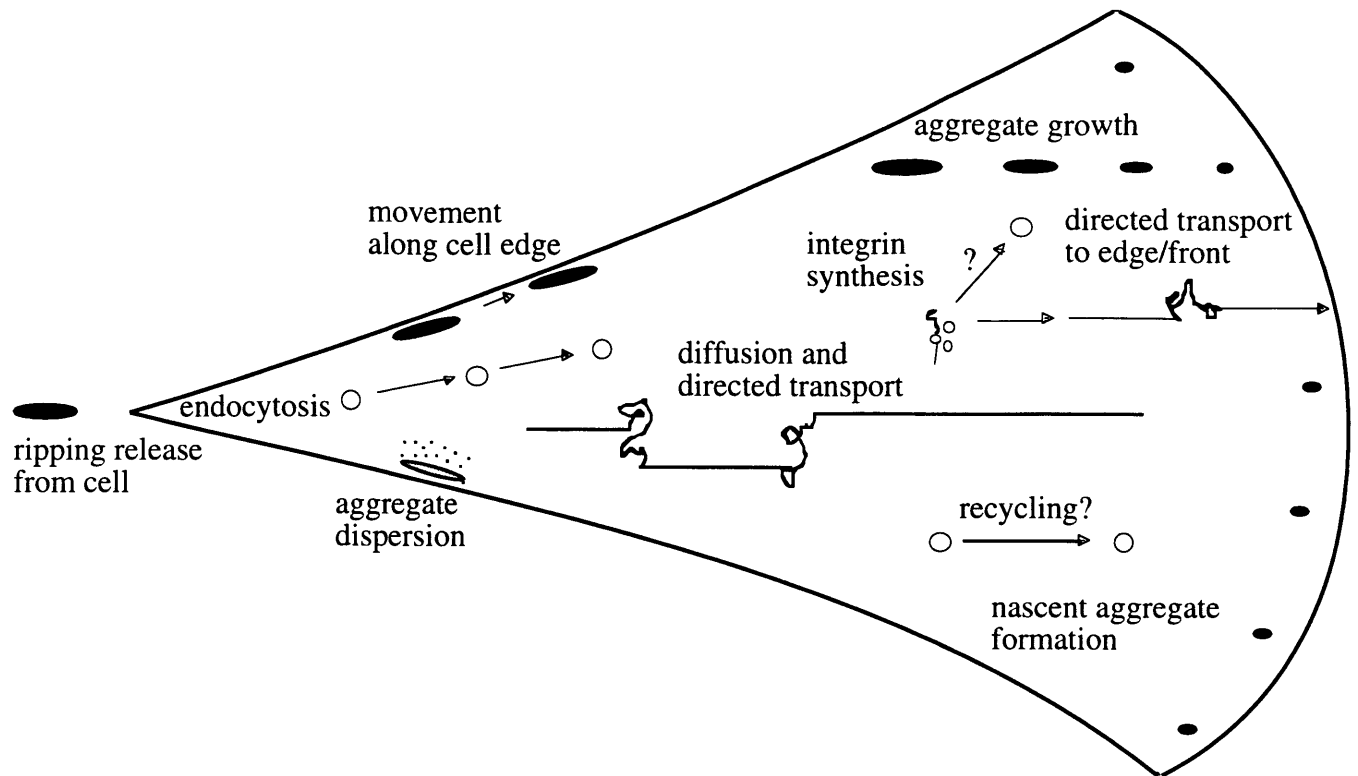 aggregate growth
movement
along cell edge
directed transport
to edge/front
integrin
synthesis
?
diffusion and
directed transport
endocytosis
ripping release
from cell
aggregate
dispersion
recycling?
nascent aggregate
formation